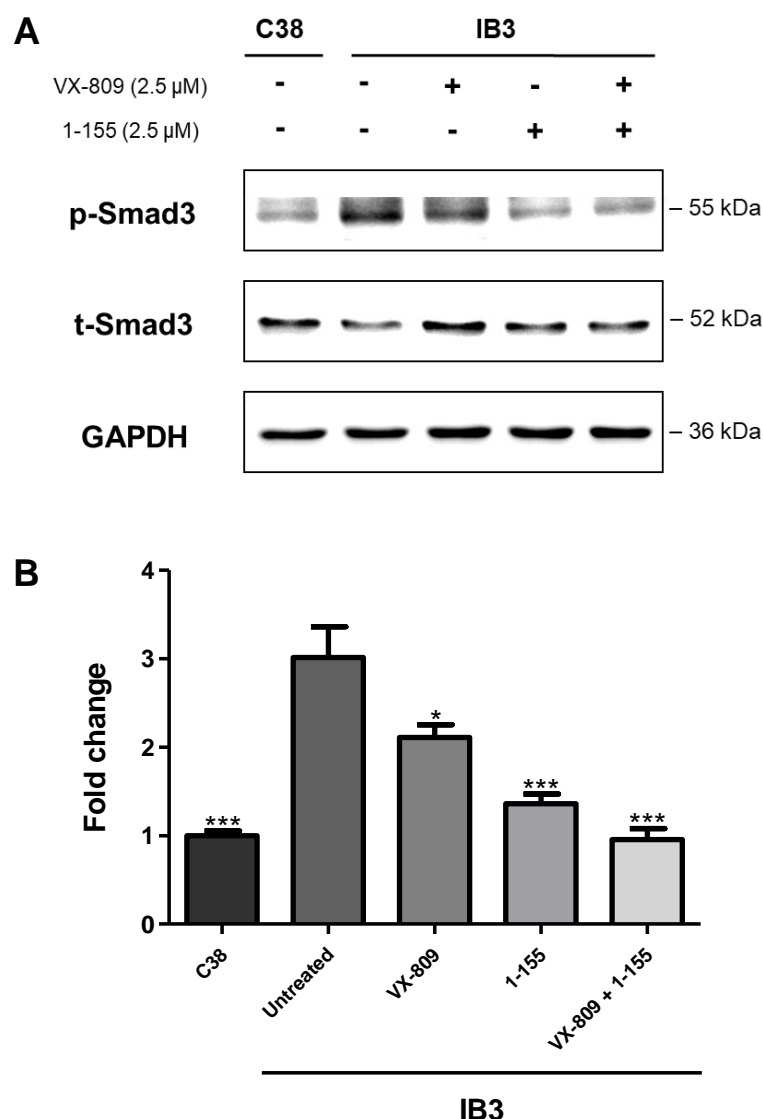 A
C38 IB3
VX-809 (2.5 µM) - - + - +
1-155 (2.5 µM) - - - + +
p-Smad3 – 55 kDa
t-Smad3 – 52 kDa
GAPDH – 36 kDa
B
Fold change
4
3
2
1
0
***
*
***
***
C38
Untreated
VX-809
1-155
VX-809 + 1-155
IB3